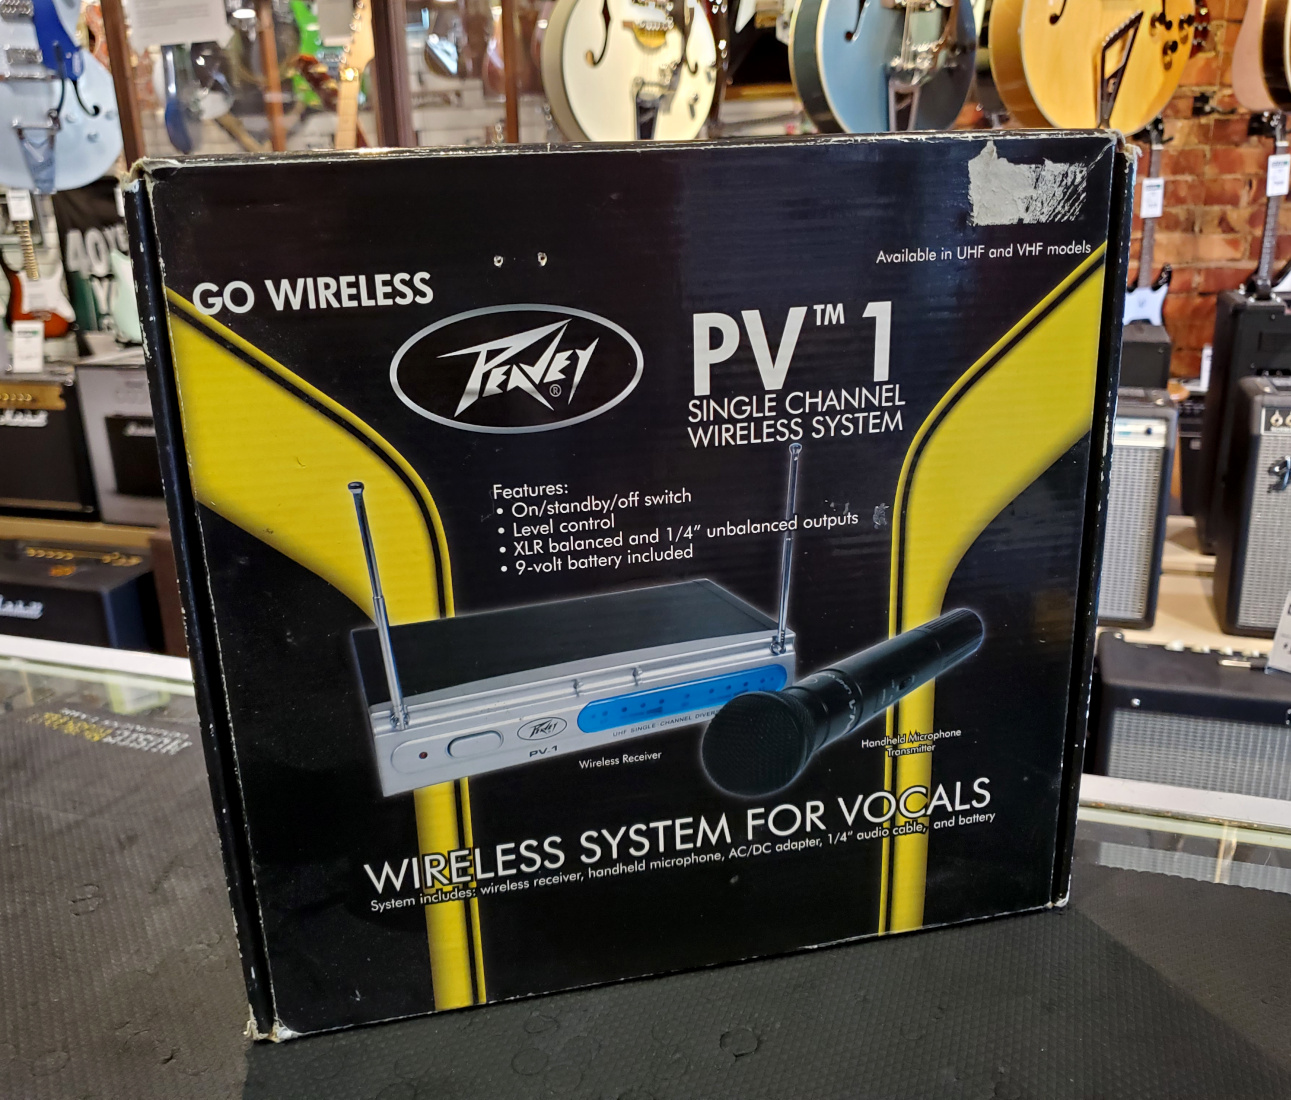 Available in UHF and VHF models
GO WIRELESS
PEAVEY®
PV™ 1
SINGLE CHANNEL
WIRELESS SYSTEM
Features:
• On/standby/off switch
• Level control
• XLR balanced and 1/4" unbalanced outputs
• 9-volt battery included
PEAVEY
PV-1
UHF SINGLE-CHANNEL
Wireless Receiver
Handheld Microphone
Transmitter
WIRELESS SYSTEM FOR VOCALS
System includes: wireless receiver, handheld microphone, AC/DC adapter, 1/4" audio cable, and battery